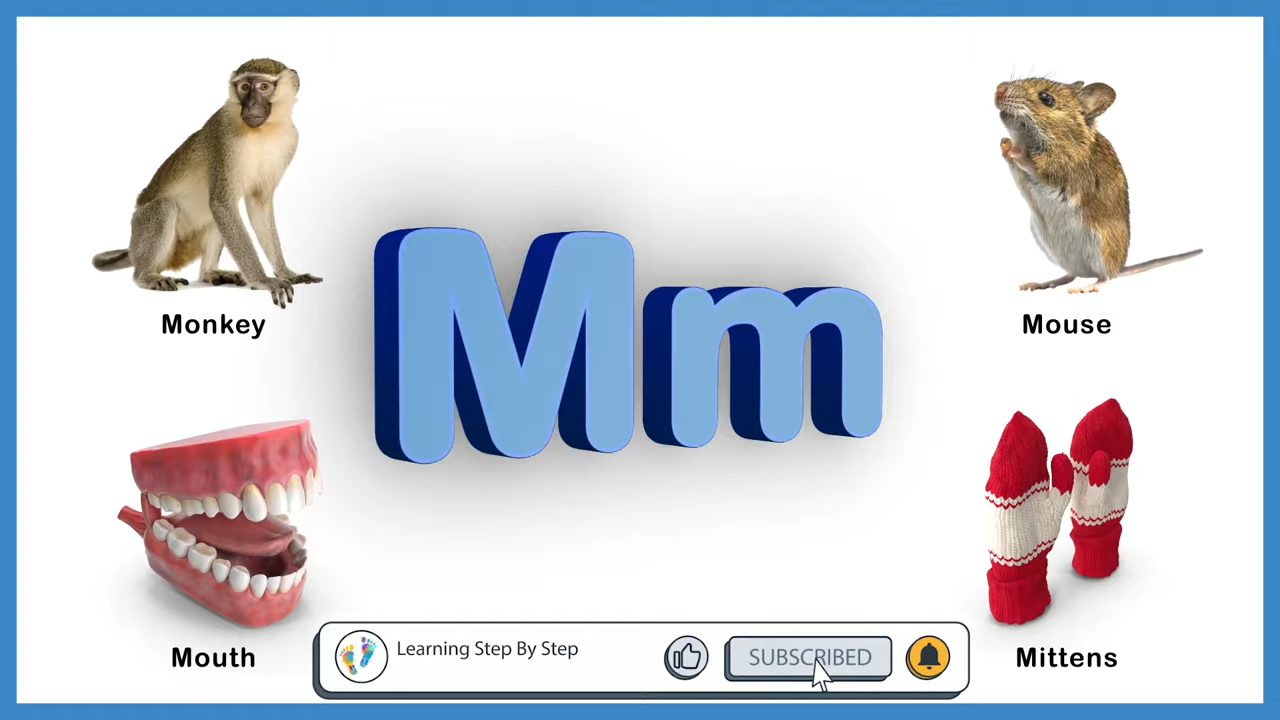 Monkey
Mouse
Mm
Mouth
Mittens
Learning Step By Step
SUBSCRIBED